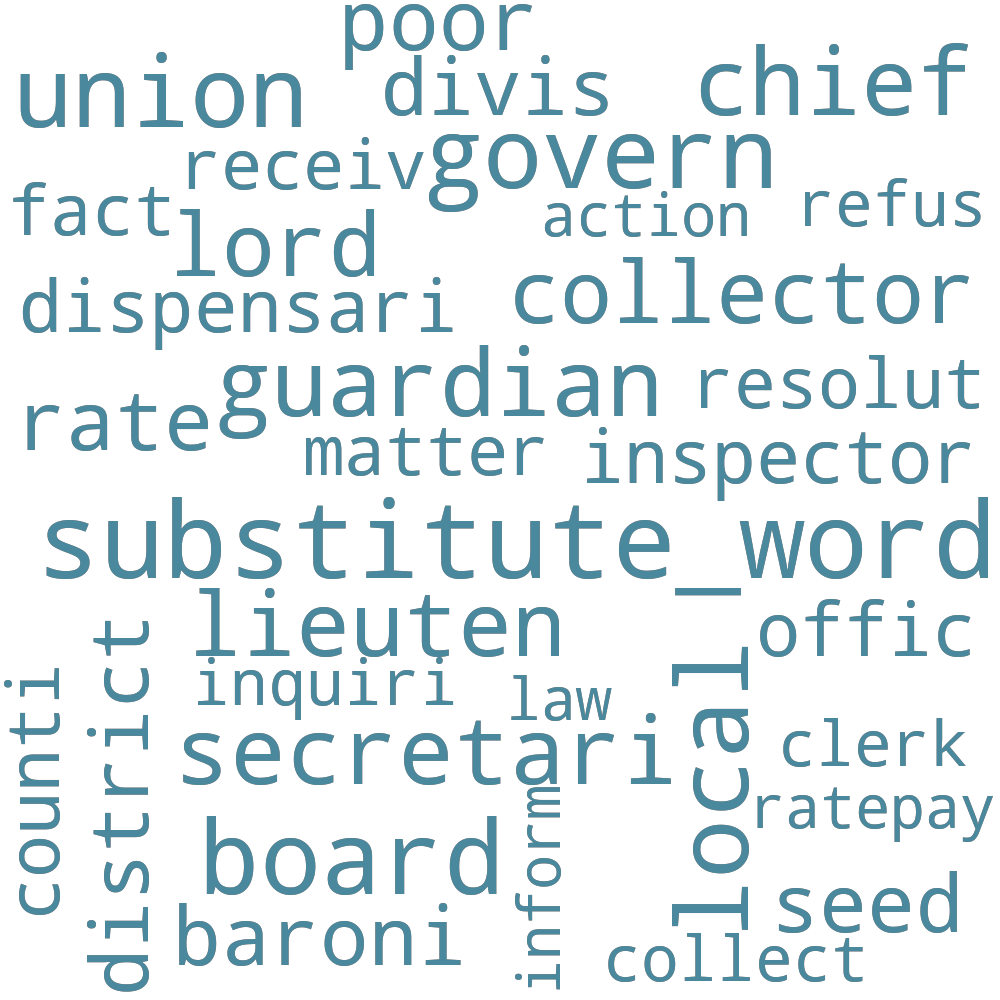 poor
union
divis
chief
receiv
govern
fact
lord
action
refus
dispensari
collector
guardian
resolut
rate
matter
inspector
substitute_word
lieuten
offic
inquiri
law
local
counti
district
secretari
clerk
inform
ratepay
board
seed
baroni
collect